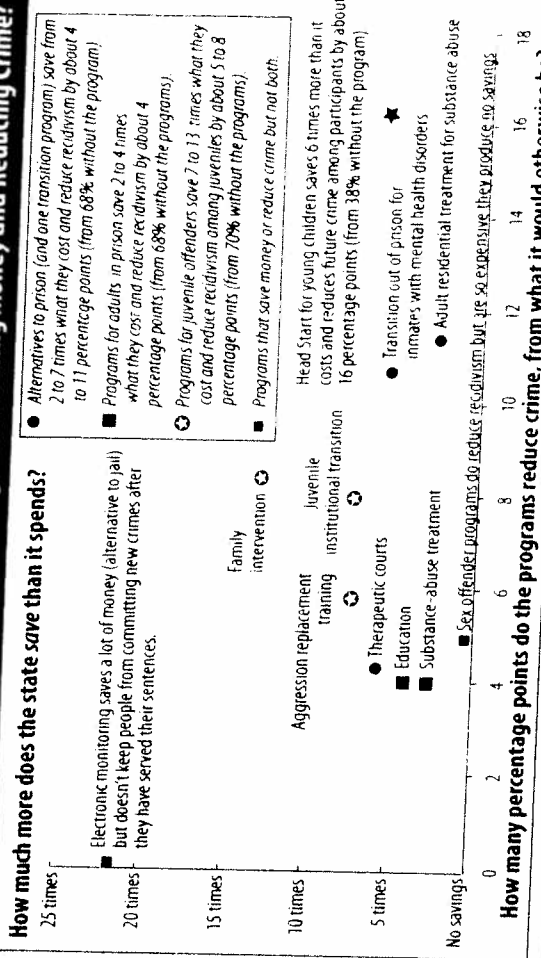 ng Money and Reducing Crime?
How much more does the state save than it spends?
25 times
20 times
15 times
10 times
5 times
No savings
Electronic monitoring saves a lot of money (alternative to jail)
but doesn't keep people from committing new crimes after
they have served their sentences.
● Alternatives to prison (and one transition program) save from
2 to 7 times what they cost and reduce recidivism by about 4
to 11 percentage points (from 68% without the program)
■ Programs for adults in prison save 2 to 4 times
what they cost and reduce recidivism by about 4
percentage points (from 68% without the programs).
✪ Programs for juvenile offenders save 7 to 13 times what they
cost and reduce recidivism among juveniles by about 5 to 8
percentage points (from 70% without the programs).
■ Programs that save money or reduce crime but not both.
Family
intervention
Aggression replacement
training
Juvenile
institutional transition
Head Start for young children saves 6 times more than it
costs and reduces future crime among participants by about
16 percentage points (from 38% without the program)
Therapeutic courts
Education
Substance-abuse treatment
Transition out of prison for
inmates with mental health disorders
Adult residential treatment for substance abuse
Sex offender programs do reduce recidivism but are so expensive they produce no savings
0 2 4 6 8 10 12 14 16 18
How many percentage points do the programs reduce crime, from what it would otherwise be?